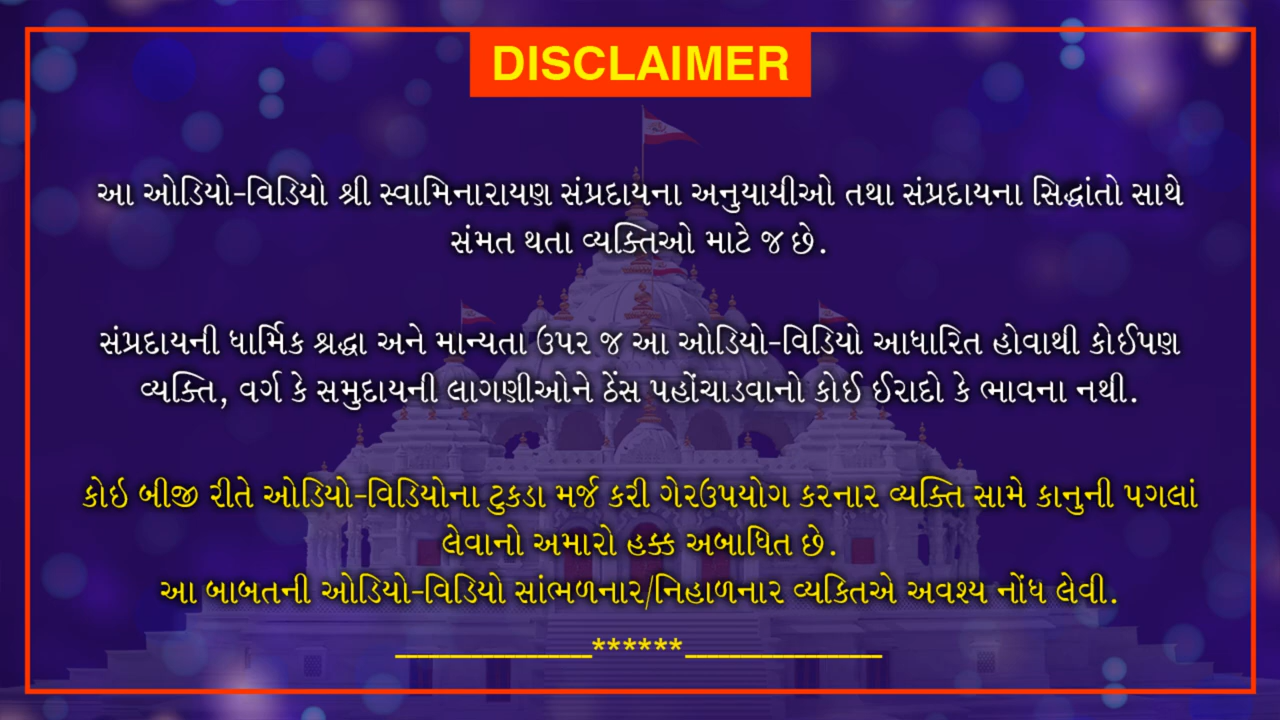 DISCLAIMER
આ ઓડિયો-વિડિયો શ્રી સ્વામિનારાયણ સંપ્રદાયના અનુયાયીઓ તથા સંપ્રદાયના સિદ્ધાંતો સાથે
સંમત થતા વ્યક્તિઓ માટે જ છે.
સંપ્રદાયની ધાર્મિક શ્રદ્ધા અને માન્યતા ઉપર જ આ ઓડિયો-વિડિયો આધારિત હોવાથી કોઈપણ
વ્યક્તિ, વર્ગ કે સમુદાયની લાગણીઓને ઠેંસ પહોંચાડવાનો કોઈ ઈરાદો કે ભાવના નથી.
કોઇ બીજી રીતે ઓડિયો-વિડિયોના ટુકડા મર્જ કરી ગેરઉપયોગ કરનાર વ્યક્તિ સામે કાનુની પગલાં
લેવાનો અમારો હક્ક અબાધિત છે.
આ બાબતની ઓડિયો-વિડિયો સાંભળનાર/નિહાળનાર વ્યકિતએ અવશ્ય નોંધ લેવી.
_________________******_________________